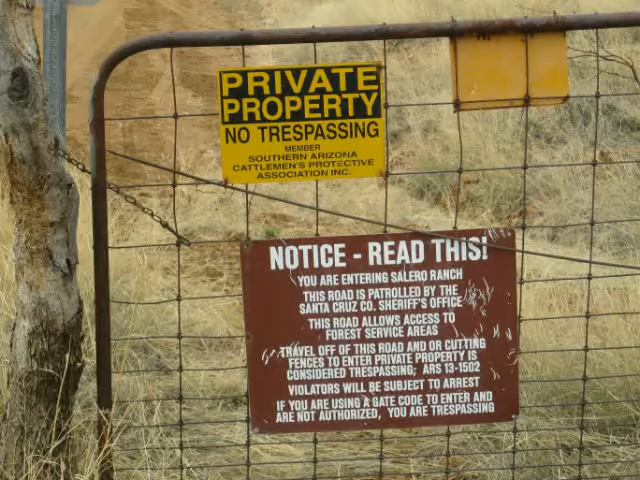 PRIVATE
PROPERTY
NO TRESPASSING
MEMBER
SOUTHERN ARIZONA
CATTLEMEN'S PROTECTIVE
ASSOCIATION INC.
NOTICE - READ THIS!
YOU ARE ENTERING SALERO RANCH
THIS ROAD IS PATROLLED BY THE
SANTA CRUZ CO. SHERIFF'S OFFICE
THIS ROAD ALLOWS ACCESS TO
FOREST SERVICE AREAS
TRAVEL OFF OF THIS ROAD AND OR CUTTING
FENCES TO ENTER PRIVATE PROPERTY IS
CONSIDERED TRESPASSING; ARS 13-1502
VIOLATORS WILL BE SUBJECT TO ARREST
IF YOU ARE USING A GATE CODE TO ENTER AND
ARE NOT AUTHORIZED, YOU ARE TRESPASSING